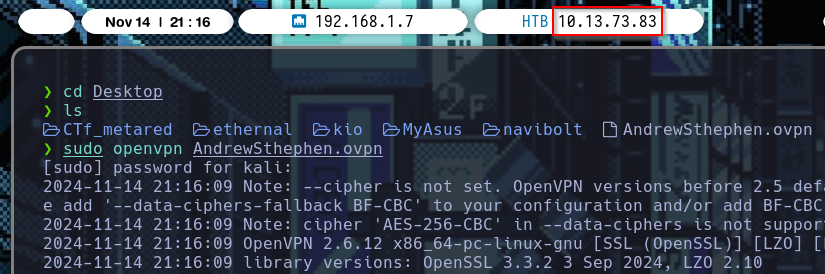 Nov 14 | 21 : 16 192.168.1.7 HTB 10.13.73.83
❯ cd Desktop
❯ ls
CTf_metared ethernal kio MyAsus navibolt AndrewSthephen.ovpn
❯ sudo openvpn AndrewSthephen.ovpn
[sudo] password for kali:
2024-11-14 21:16:09 Note: --cipher is not set. OpenVPN versions before 2.5 defa
e add '--data-ciphers-fallback BF-CBC' to your configuration and/or add BF-CBC
2024-11-14 21:16:09 Note: cipher 'AES-256-CBC' in --data-ciphers is not support
2024-11-14 21:16:09 OpenVPN 2.6.12 x86_64-pc-linux-gnu [SSL (OpenSSL)] [LZO] [
2024-11-14 21:16:09 library versions: OpenSSL 3.3.2 3 Sep 2024, LZO 2.10